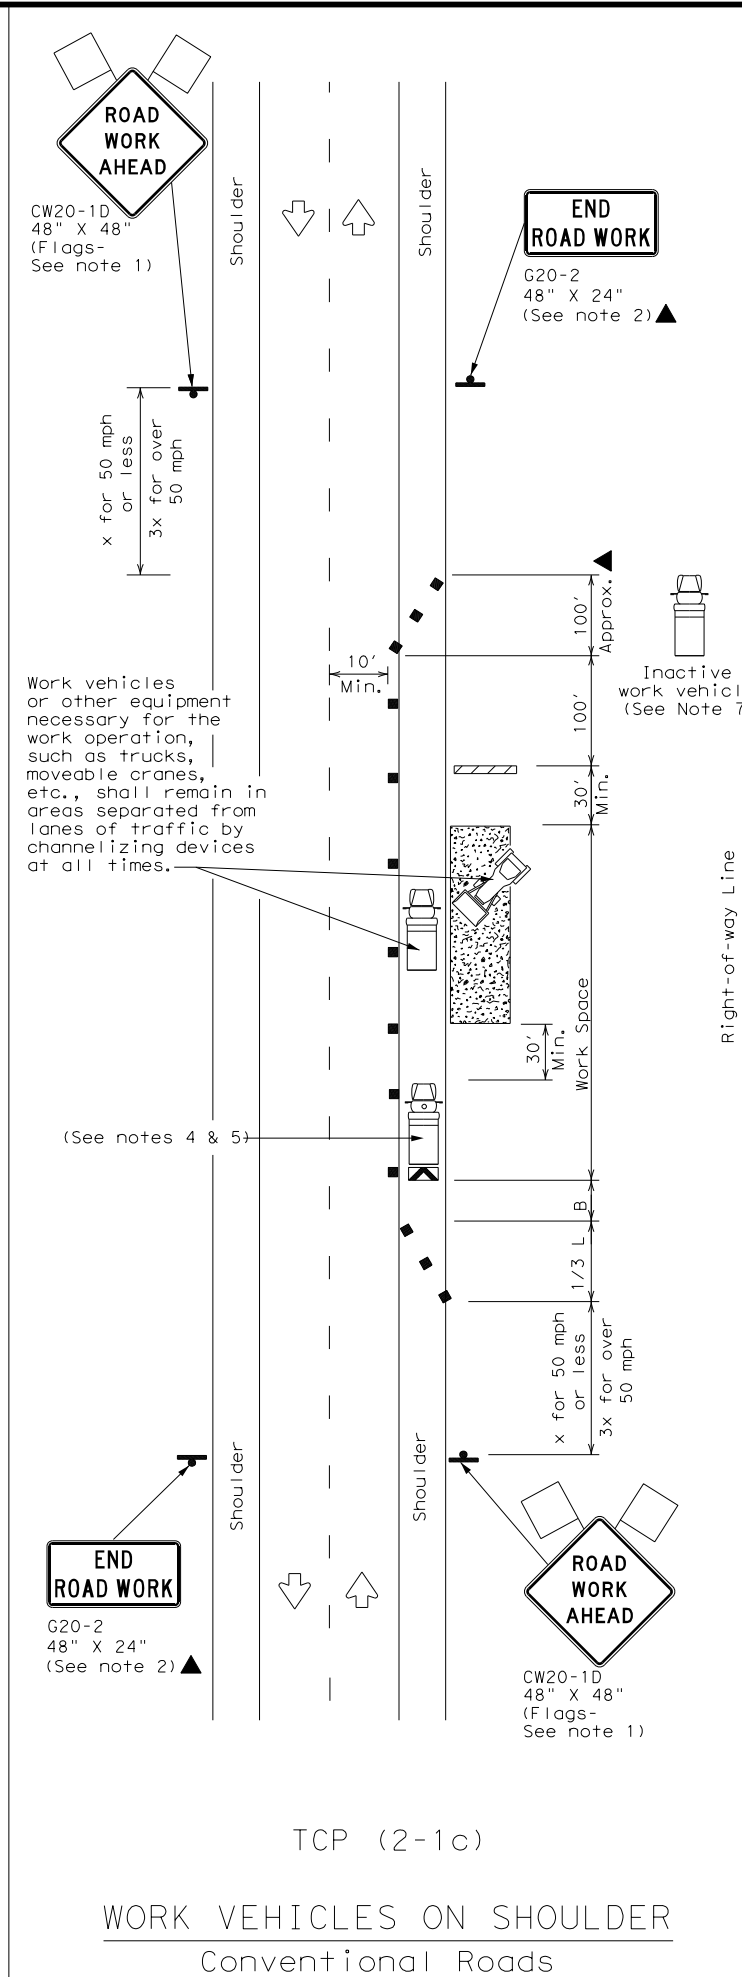 ROAD
WORK
AHEAD
CW20-1D
48" X 48"
(Flags-
See note 1)
Shoulder
Shoulder
END
ROAD WORK
G20-2
48" X 24"
(See note 2)
x for 50 mph
or less
3x for over
50 mph
100'
Approx.
Inactive
work vehicl
(See Note 7
10'
Min.
100'
Work vehicles
or other equipment
necessary for the
work operation,
such as trucks,
moveable cranes,
etc., shall remain in
areas separated from
lanes of traffic by
channelizing devices
at all times.
30'
Min.
Right-of-way Line
Work Space
30'
Min.
(See notes 4 & 5)
B
1/3 L
x for 50 mph
or less
3x for over
50 mph
Shoulder
Shoulder
END
ROAD WORK
G20-2
48" X 24"
(See note 2)
ROAD
WORK
AHEAD
CW20-1D
48" X 48"
(Flags-
See note 1)
TCP (2-1c)
WORK VEHICLES ON SHOULDER
Conventional Roads